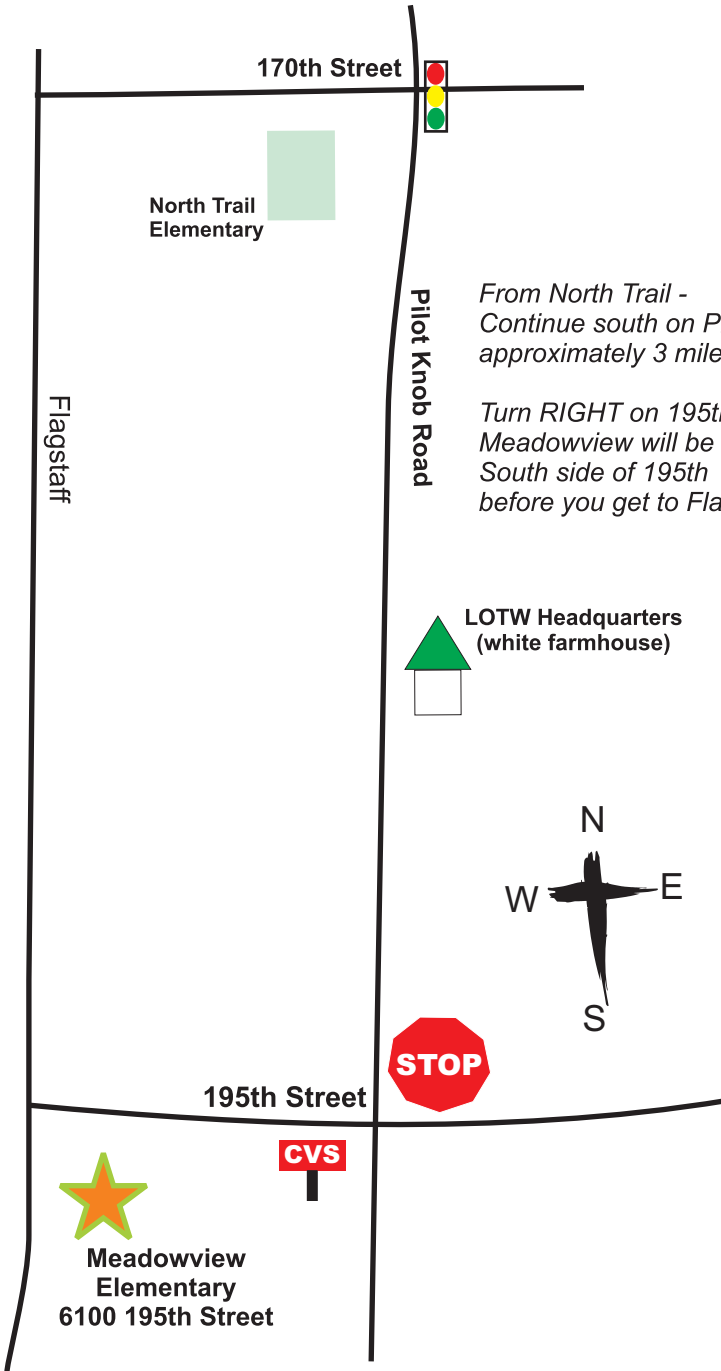 170th Street
North Trail
Elementary
Pilot Knob Road
From North Trail -
Continue south on P
approximately 3 mile
Turn RIGHT on 195t
Meadowview will be
South side of 195th
before you get to Fla
Flagstaff
LOTW Headquarters
(white farmhouse)
N
W
E
S
STOP
195th Street
CVS
Meadowview
Elementary
6100 195th Street